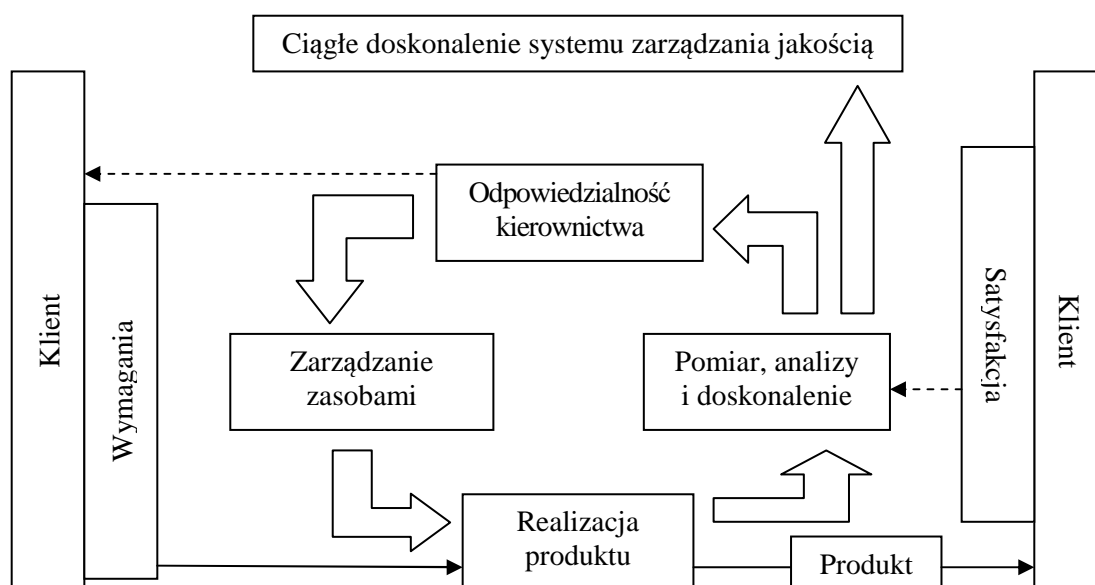 Ciągłe doskonalenie systemu zarządzania jakością
Klient
Wymagania
Odpowiedzialność
kierownictwa
Zarządzanie
zasobami
Pomiar, analizy
i doskonalenie
Satysfakcja
Klient
Realizacja
produktu
Produkt